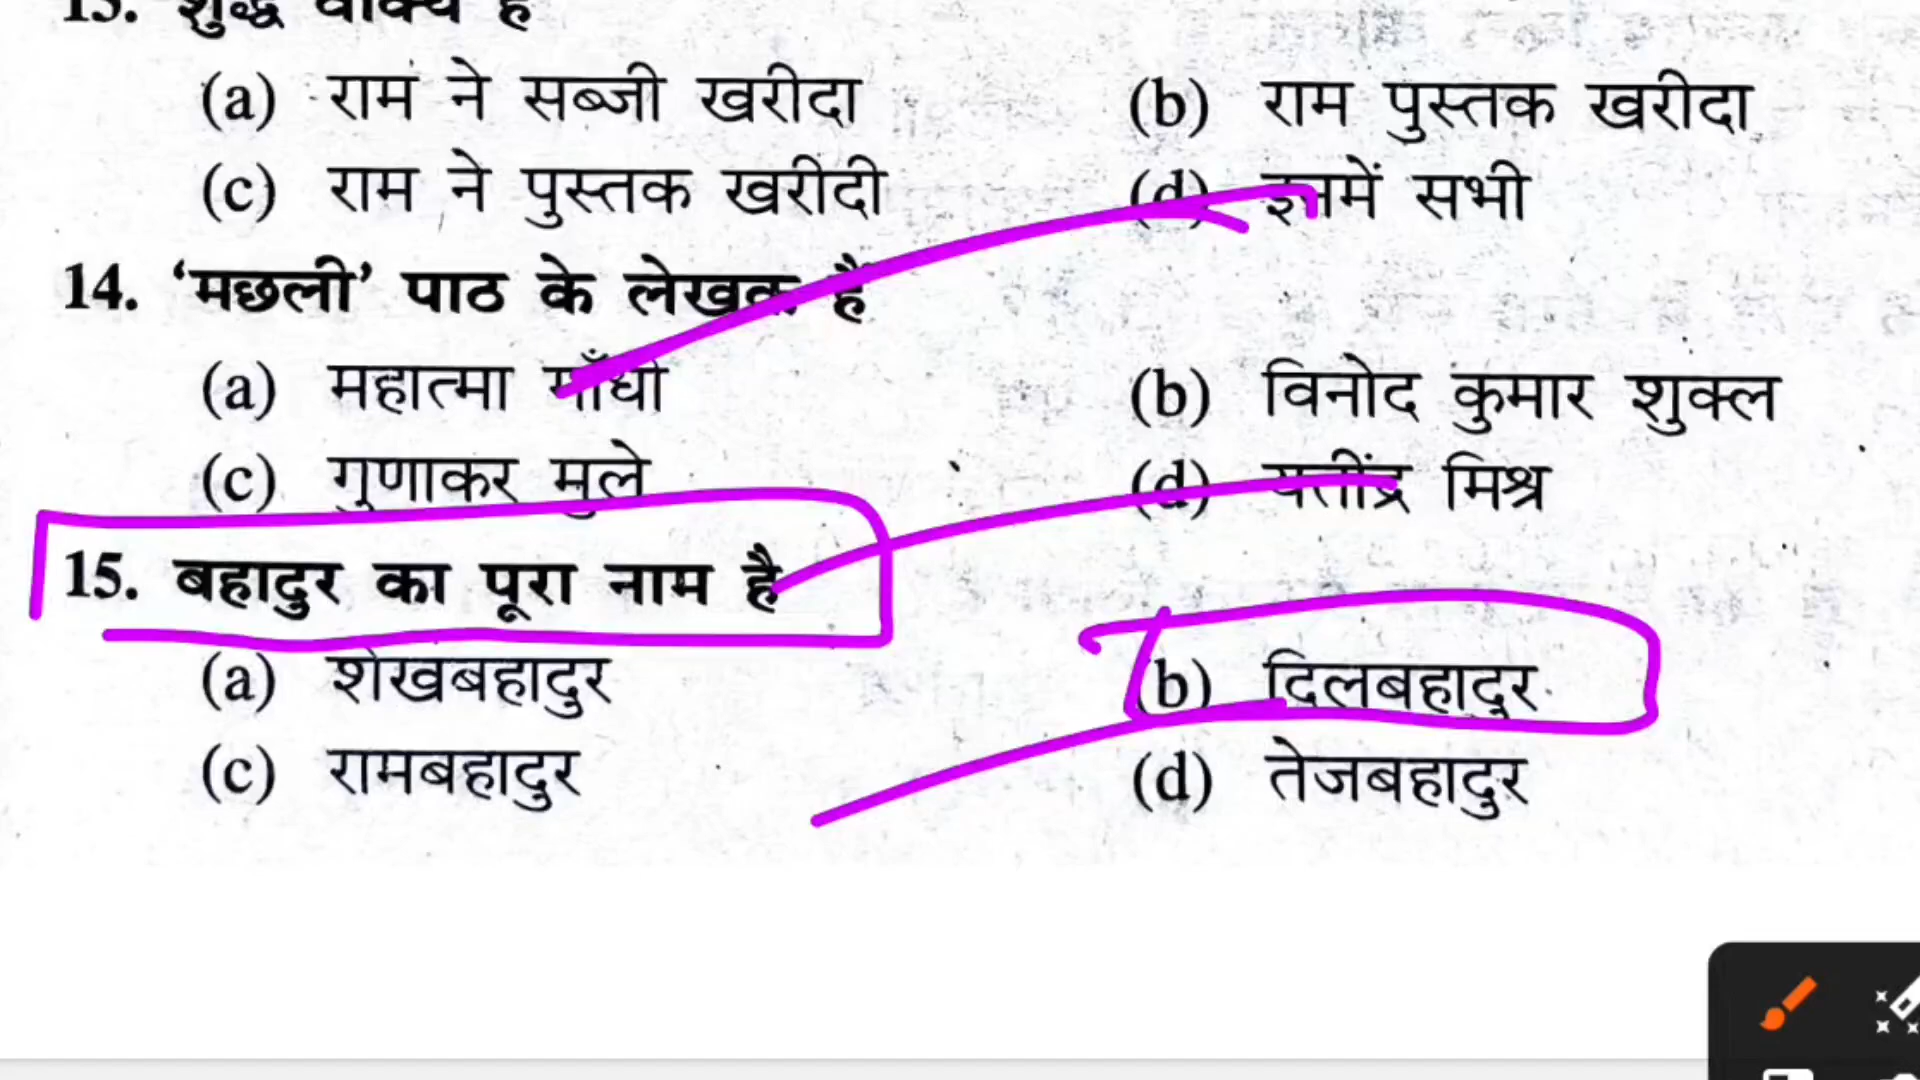 13. शुद्ध वाक्य है
(a) राम ने सब्जी खरीदा (b) राम पुस्तक खरीदा
(c) राम ने पुस्तक खरीदी (d) इनमें सभी
14. ‘मछली’ पाठ के लेखक हैं
(a) महात्मा गाँधी (b) विनोद कुमार शुक्ल
(c) गुणाकर मुले (d) यतींद्र मिश्र
15. बहादुर का पूरा नाम है
(a) शेखबहादुर (b) दिलबहादुर
(c) रामबहादुर (d) तेजबहादुर